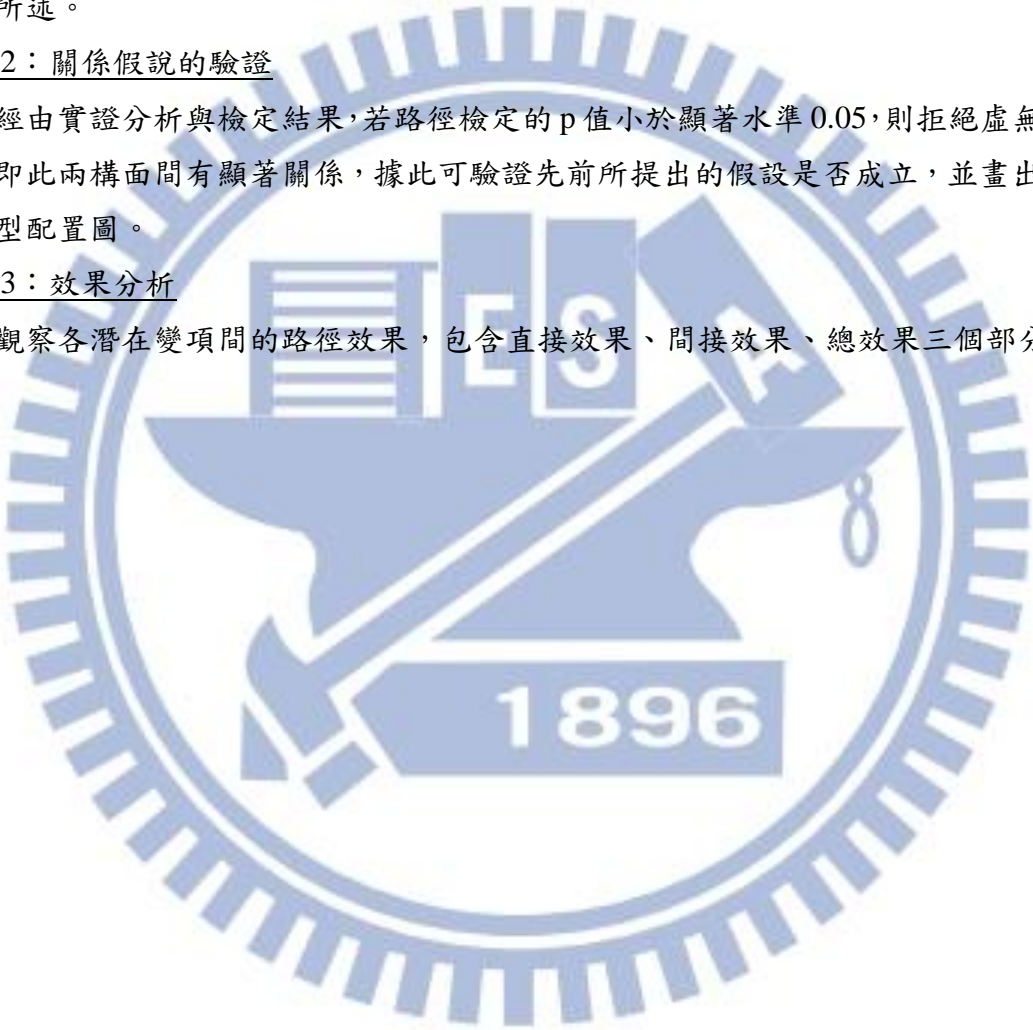 所述。
2：關係假說的驗證
經由實證分析與檢定結果，若路徑檢定的 p 值小於顯著水準 0.05，則拒絕虛無
即此兩構面間有顯著關係，據此可驗證先前所提出的假設是否成立，並畫出
型配置圖。
3：效果分析
觀察各潛在變項間的路徑效果，包含直接效果、間接效果、總效果三個部分
E S A
1896